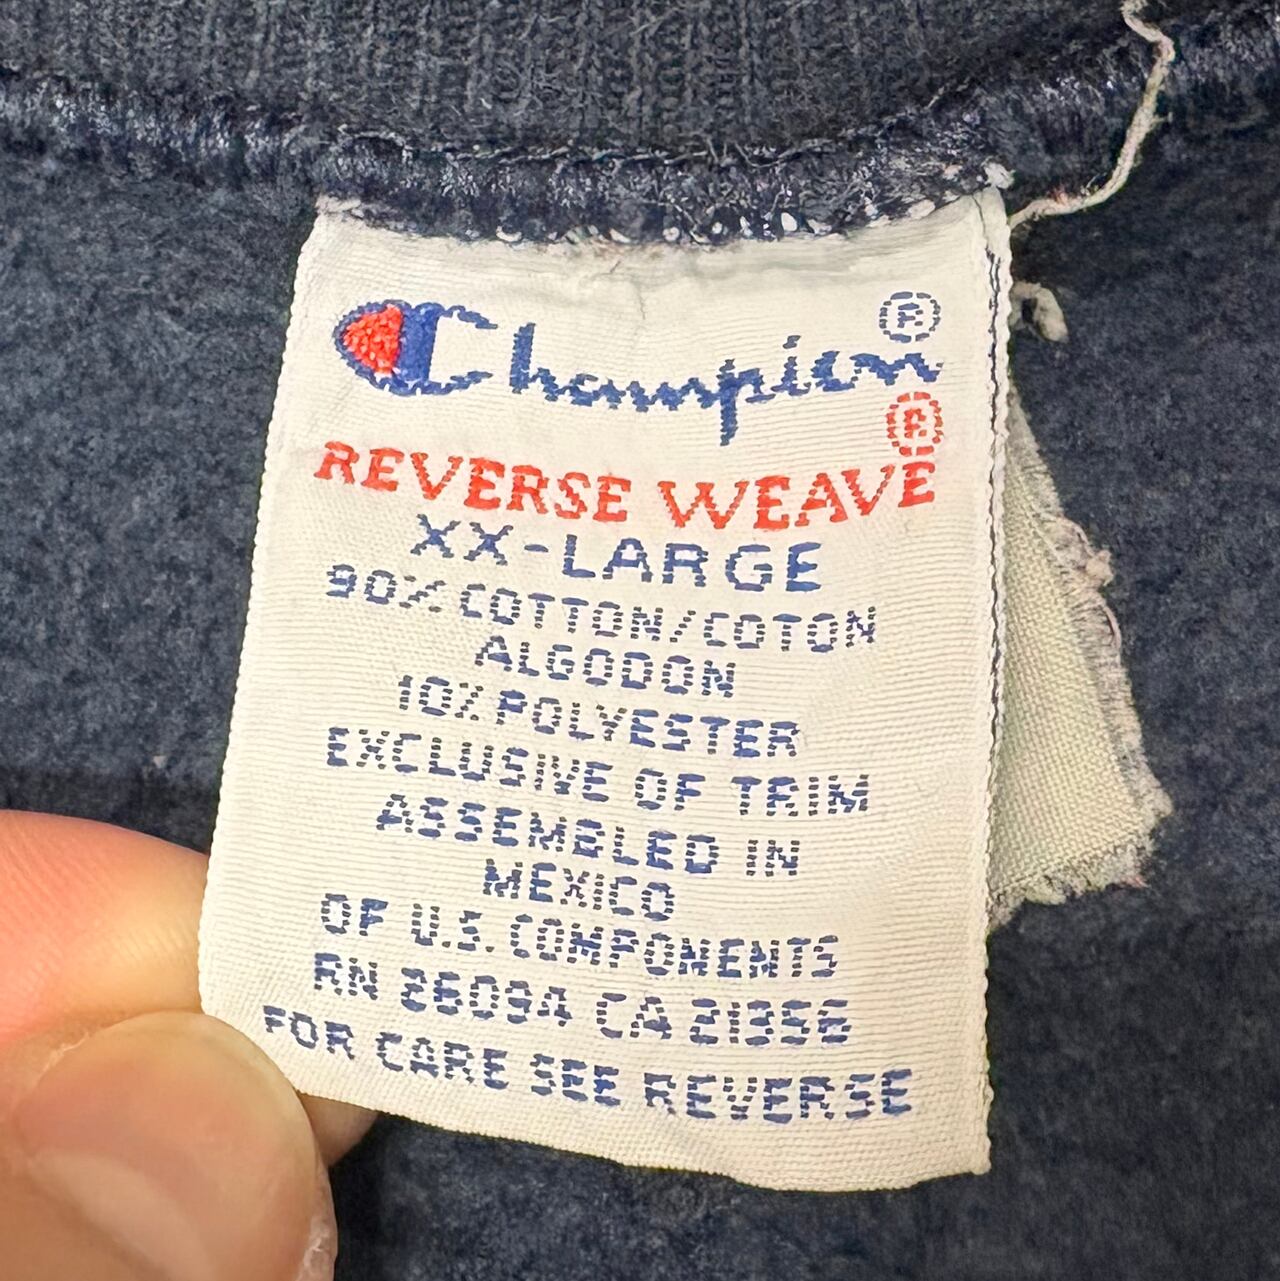 Champion®
REVERSE WEAVE®
XX-LARGE
90% COTTON/COTON
ALGODON
10% POLYESTER
EXCLUSIVE OF TRIM
ASSEMBLED IN
MEXICO
OF U.S. COMPONENTS
RN 26094 CA
FOR CARE SEE REVERSE